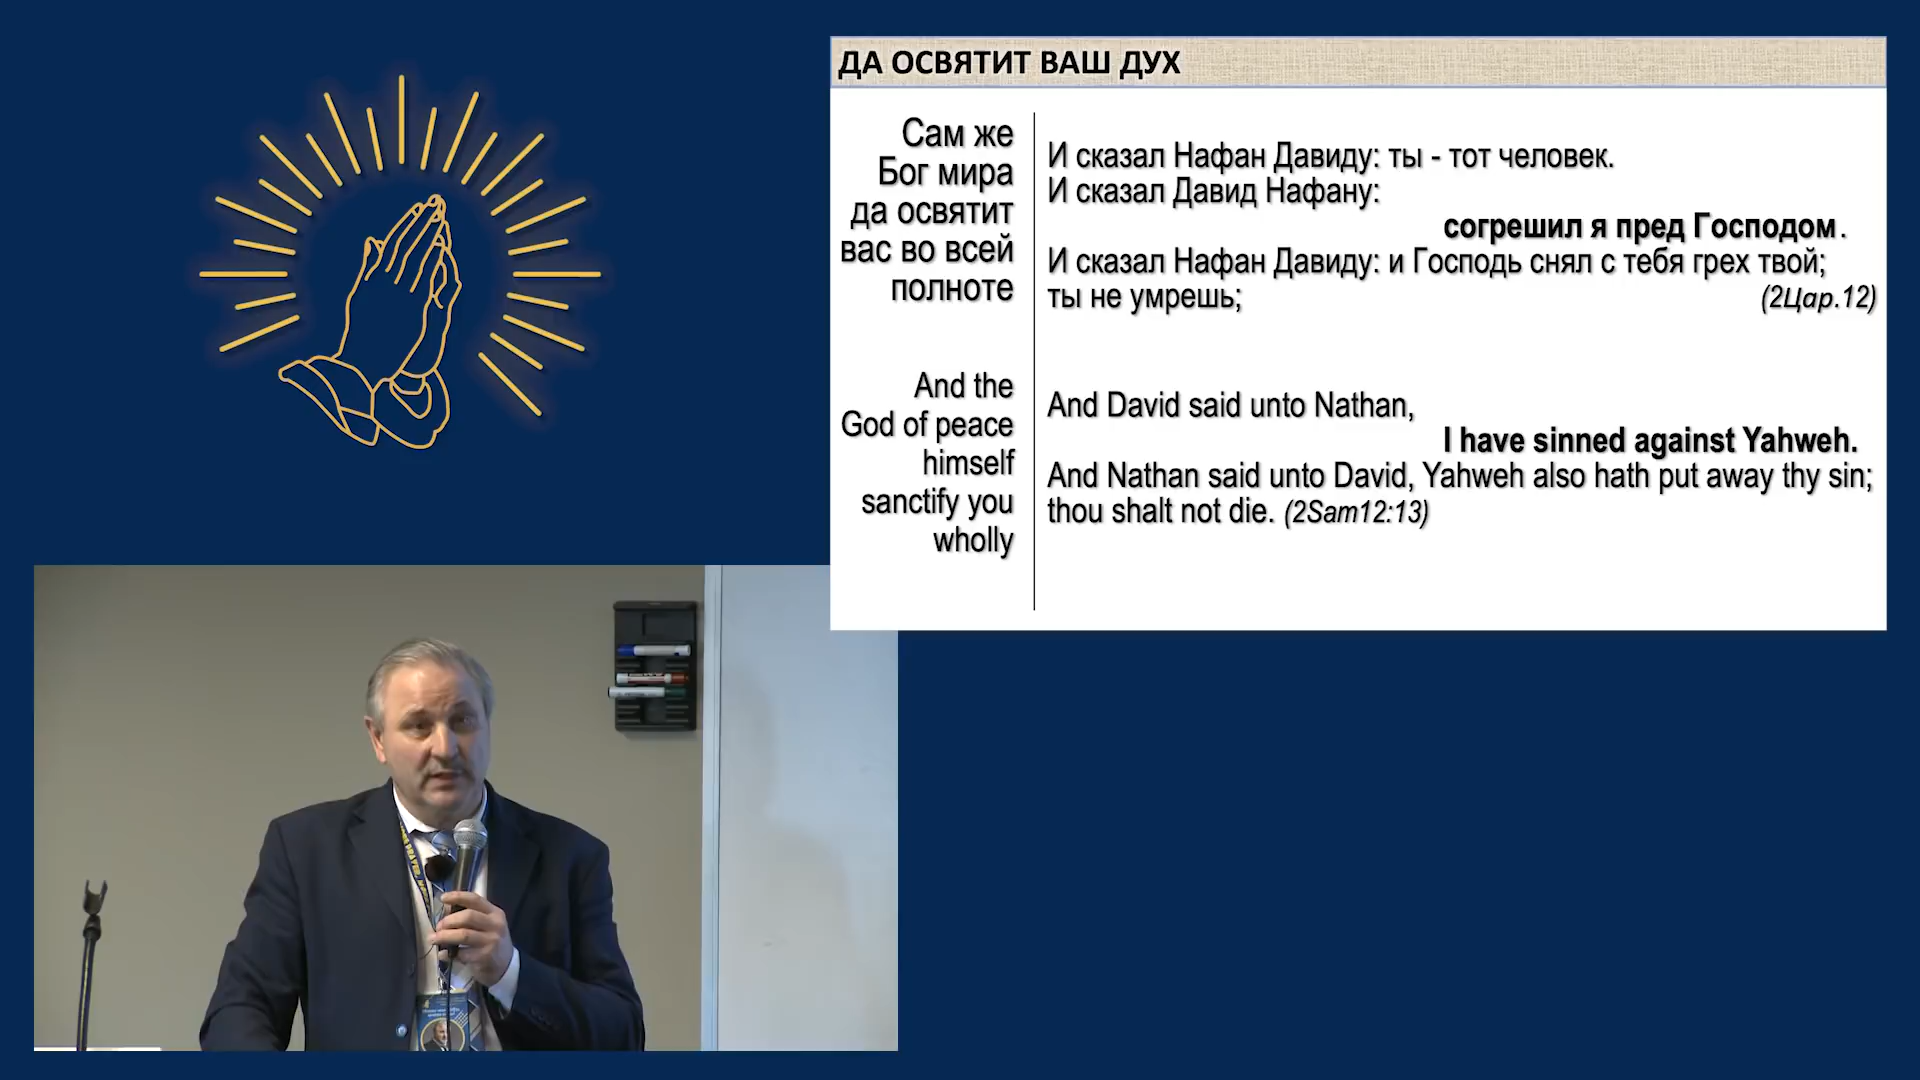 ДА ОСВЯТИТ ВАШ ДУХ
Сам же
Бог мира
да освятит
вас во всей
полноте
And the
God of peace
himself
sanctify you
wholly
И сказал Нафан Давиду: ты - тот человек.
И сказал Давид Нафану:
согрешил я пред Господом.
И сказал Нафан Давиду: и Господь снял с тебя грех твой;
ты не умрешь; (2Цар.12)
And David said unto Nathan,
I have sinned against Yahweh.
And Nathan said unto David, Yahweh also hath put away thy sin;
thou shalt not die. (2Sam12:13)